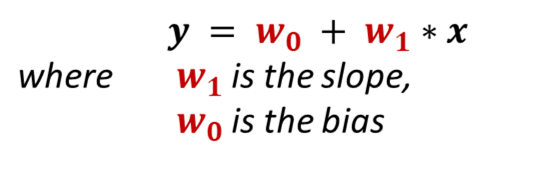 y = w₀ + w₁ * x
where w₁ is the slope,
w₀ is the bias